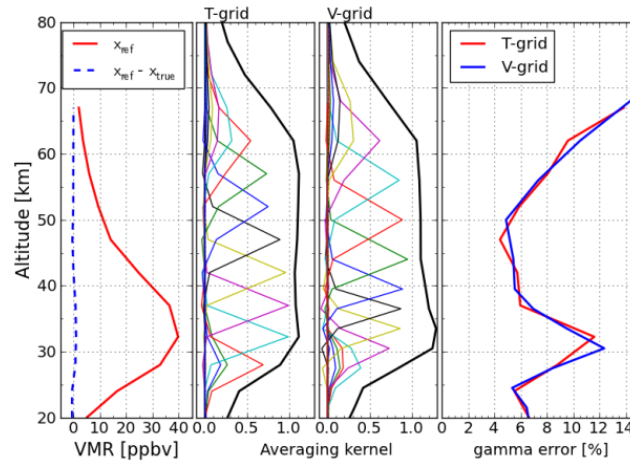 T-grid
V-grid
x_ref
x_ref - x_true
T-grid
V-grid
Altitude [km]
80
70
60
50
40
30
20
0 10 20 30 40
0.0 0.5 1.0
0.0 0.5 1.0
0 2 4 6 8 10 12 14
VMR [ppbv]
Averaging kernel
gamma error [%]